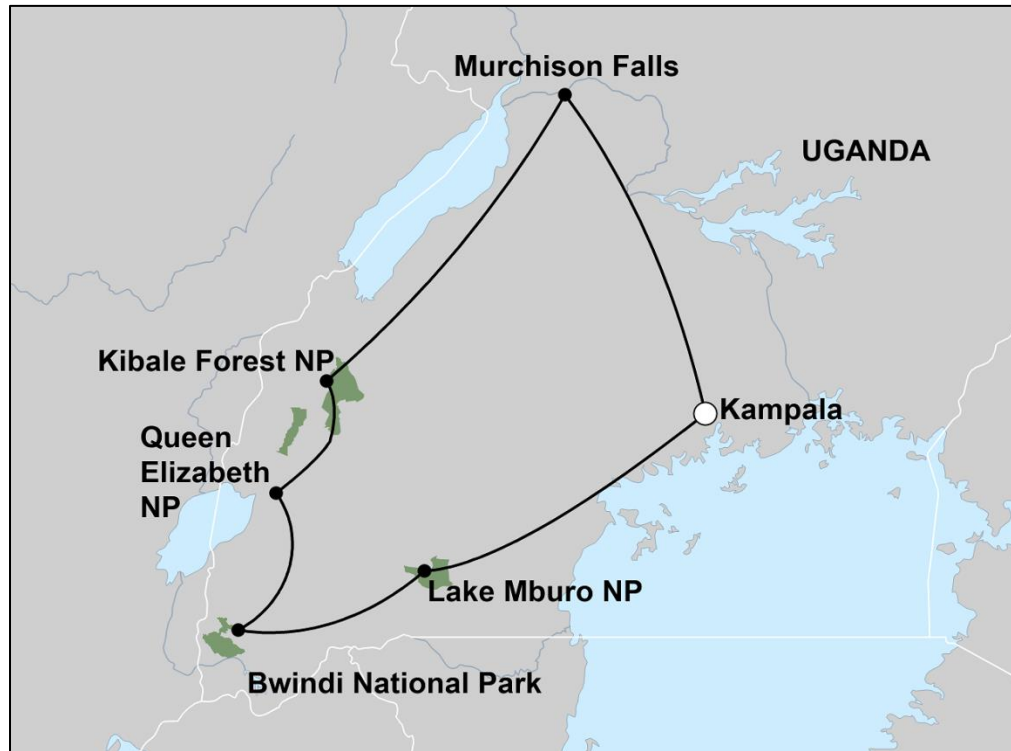 Murchison Falls
UGANDA
Kibale Forest NP
Kampala
Queen
Elizabeth
NP
Lake Mburo NP
Bwindi National Park